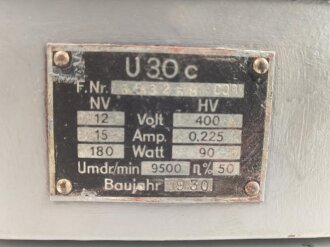 U 30 c
F.Nr.
NV HV
12 Volt 400
15 Amp. 0,225
180 Watt 90
Umdr/min 9500 η% 50
Baujahr 1930